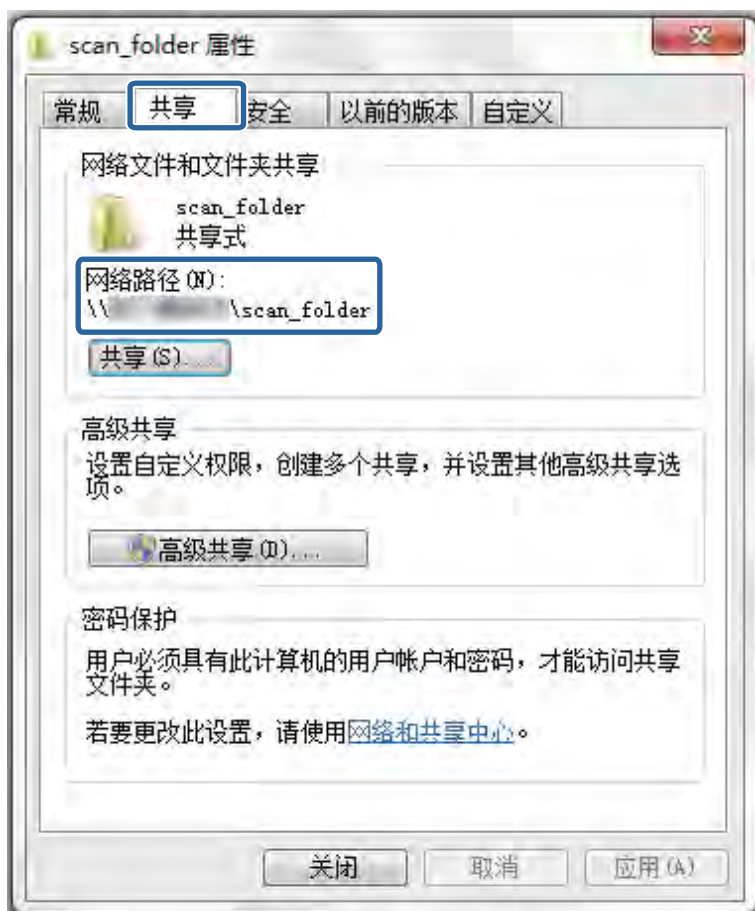 scan_folder 属性
常规 共享 安全 以前的版本 自定义
网络文件和文件夹共享
scan_folder
共享式
网络路径(N):
\\ \scan_folder
共享(S)...
高级共享
设置自定义权限，创建多个共享，并设置其他高级共享选
项。
高级共享(D)...
密码保护
用户必须具有此计算机的用户帐户和密码，才能访问共享
文件夹。
若要更改此设置，请使用网络和共享中心。
关闭 取消 应用(A)